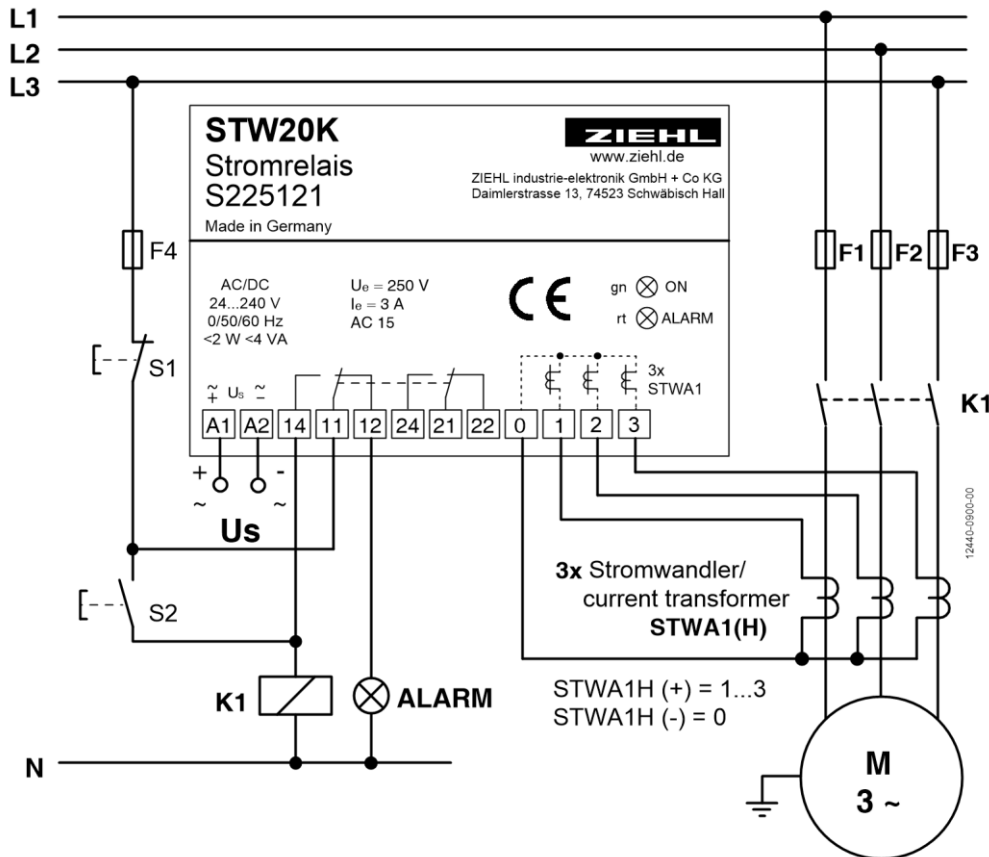 L1
L2
L3
STW20K
Stromrelais
S225121
Made in Germany
ZIEHL
www.ziehl.de
ZIEHL industrie-elektronik GmbH + Co KG
Daimlerstrasse 13, 74523 Schwäbisch Hall
F4
F1
F2
F3
AC/DC
24...240 V
0/50/60 Hz
<2 W <4 VA
Ue = 250 V
Ie = 3 A
AC 15
CE
gn ON
rt ALARM
3x
STWA1
S1
K1
~ Us ~
+ -
A1 A2 14 11 12 24 21 22 0 1 2 3
+ -
~ ~
Us
12440-0900-00
S2
3x Stromwandler/
current transformer
STWA1(H)
K1
ALARM
STWA1H (+) = 1...3
STWA1H (-) = 0
N
M
3 ~